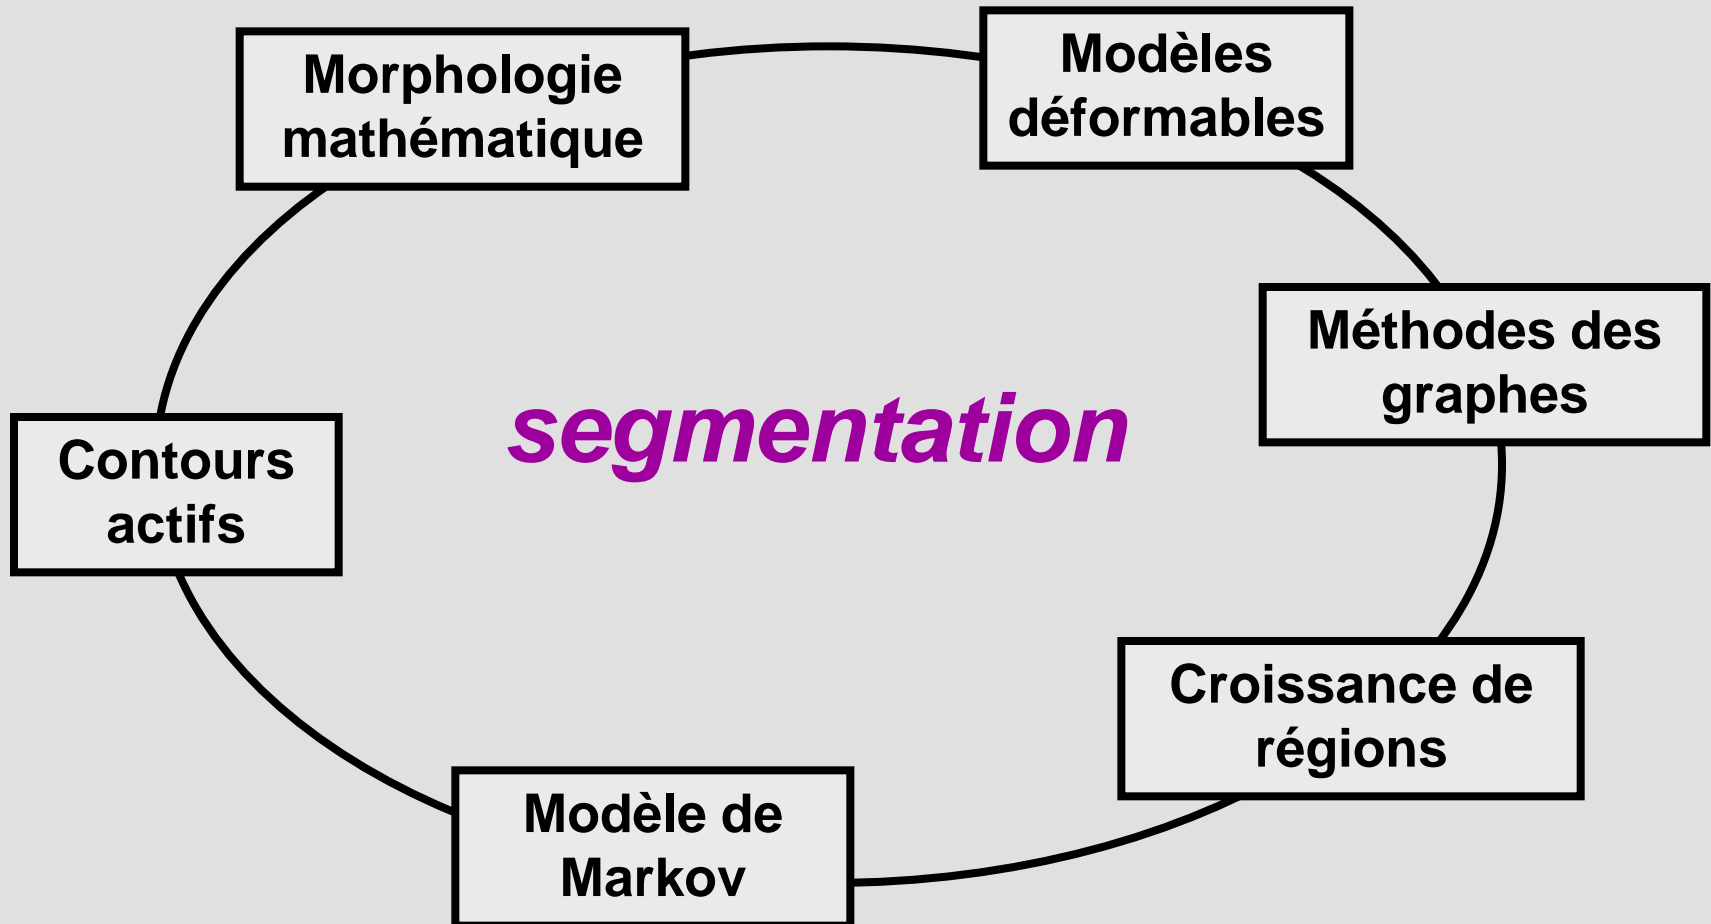 Morphologie
mathématique
Modèles
déformables
Méthodes des
graphes
segmentation
Contours
actifs
Croissance de
régions
Modèle de
Markov